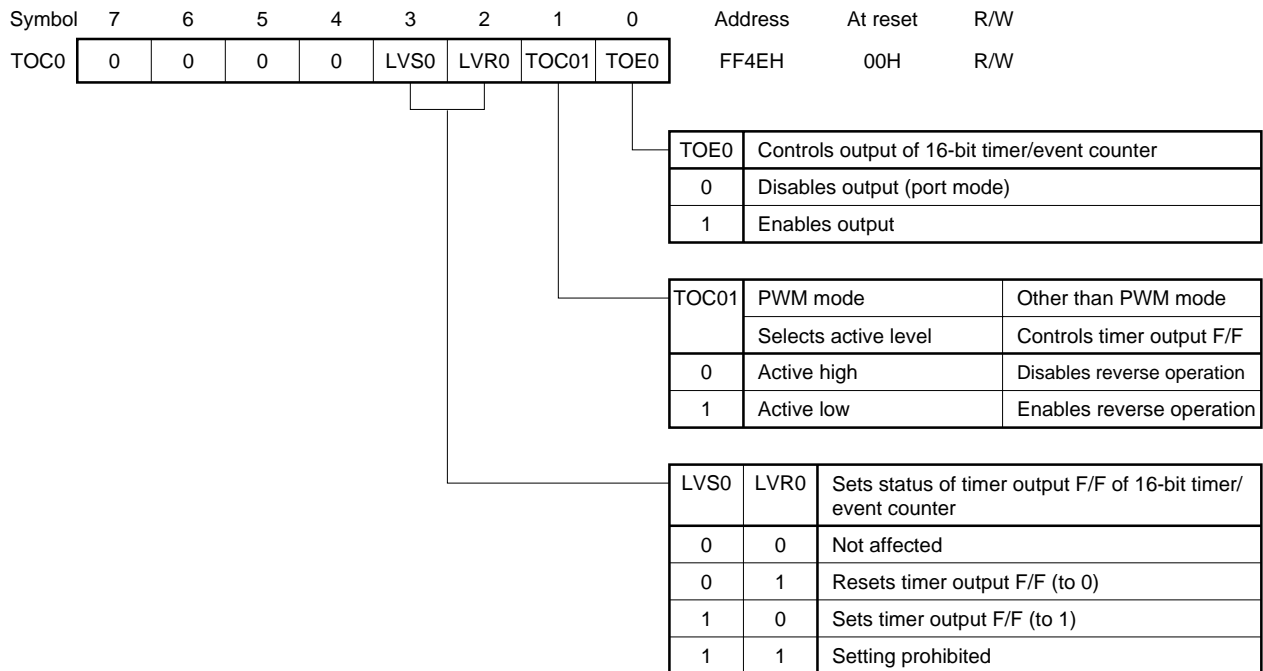 Symbol 7 6 5 4 3 2 1 0 Address At reset R/W
TOC0 0 0 0 0 LVS0 LVR0 TOC01 TOE0 FF4EH 00H R/W
TOE0 Controls output of 16-bit timer/event counter
0 Disables output (port mode)
1 Enables output
TOC01 PWM mode Other than PWM mode
Selects active level Controls timer output F/F
0 Active high Disables reverse operation
1 Active low Enables reverse operation
LVS0 LVR0 Sets status of timer output F/F of 16-bit timer/
event counter
0 0 Not affected
0 1 Resets timer output F/F (to 0)
1 0 Sets timer output F/F (to 1)
1 1 Setting prohibited